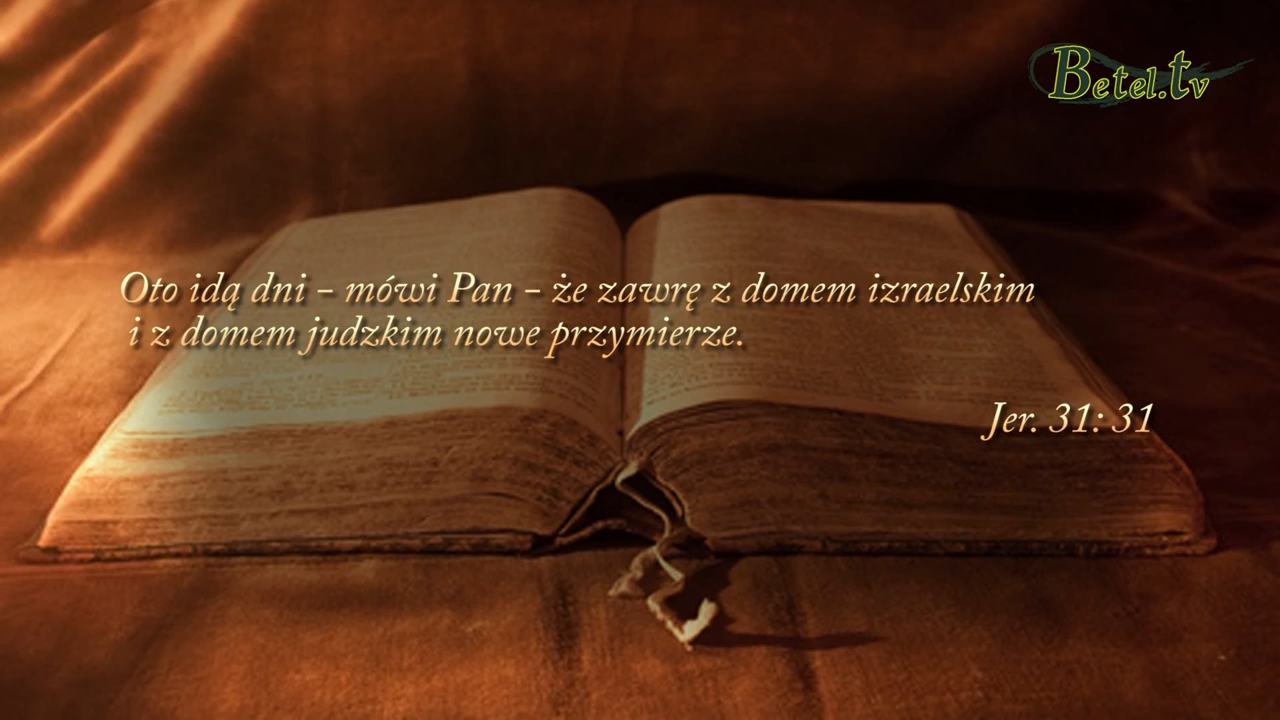 Betel.tv
Oto idą dni – mówi Pan – że zawrę z domem izraelskim
i z domem judzkim nowe przymierze.
Jer. 31: 31